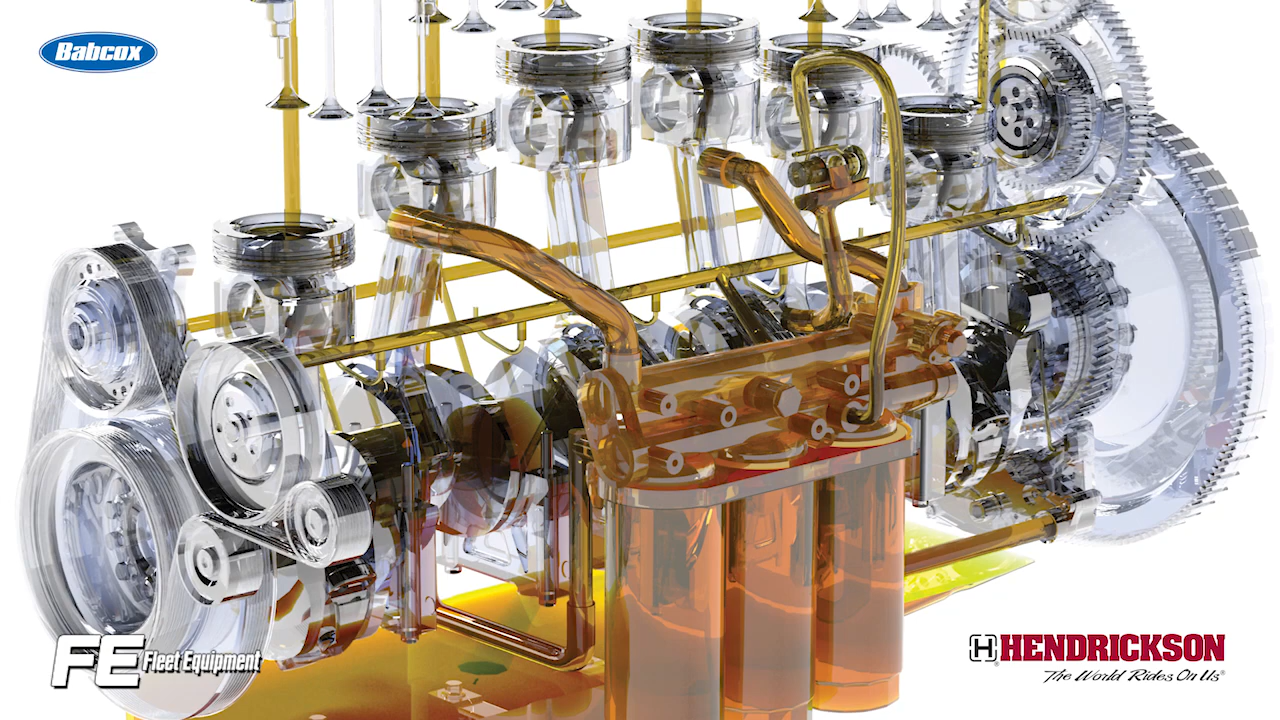 Babcox
FE Fleet Equipment
H HENDRICKSON
The World Rides On Us®